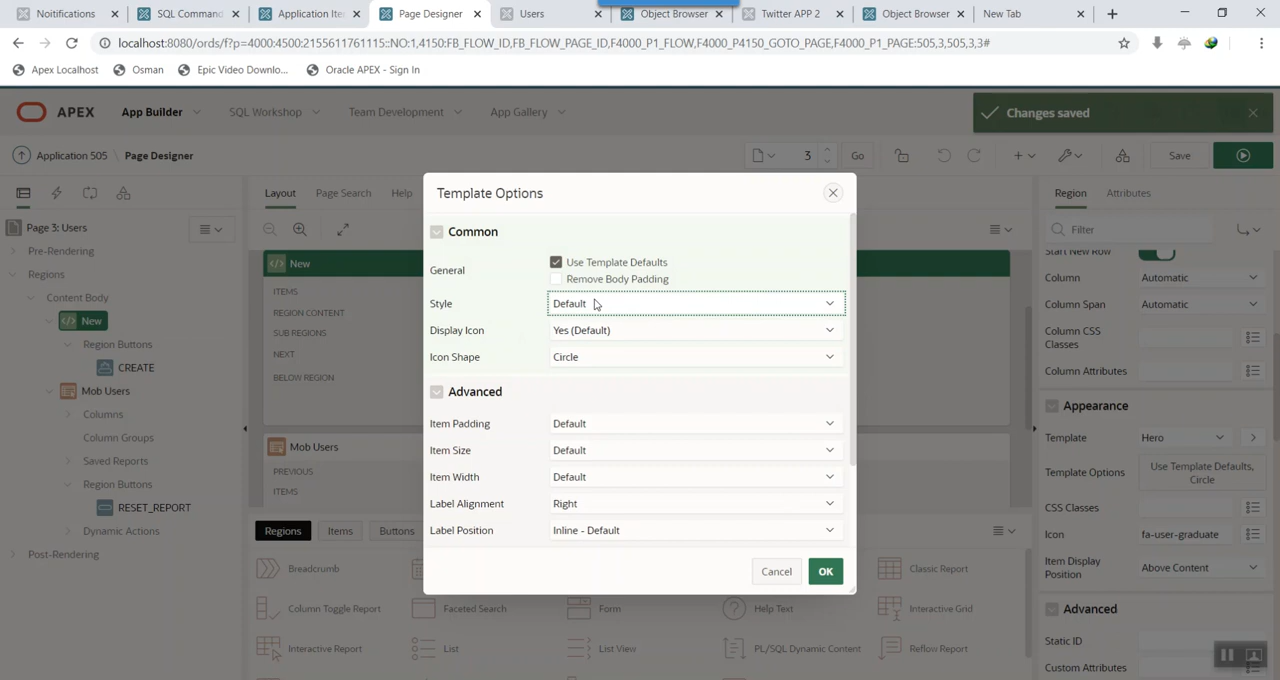 Noitifications
SQL Command
Application Ite
Page Designer
Users
Object Browser
Twitter APP 2
Object Browser
New Tab
localhost:8080/ords/f?p=4000:4500:2155611761115::NO:1,4150:FB_FLOW_ID,FB_FLOW_PAGE_ID,F4000_P1_FLOW,F4000_P4150_GOTO_PAGE,F4000_P1_PAGE:505,3,505,3,3#
Apex Localhost
Osman
Epic Video Downlo...
Oracle APEX - Sign In
APEX
App Builder
SQL Workshop
Team Development
App Gallery
Changes saved
Application 505
Page Designer
3
Go
Save
Layout
Page Search
Help
Region
Attributes
Page 3: Users
Pre-Rendering
Regions
Content Body
New
Region Buttons
CREATE
Mob Users
Columns
Column Groups
Saved Reports
Region Buttons
RESET_REPORT
Dynamic Actions
Post-Rendering
New
ITEMS
REGION CONTENT
SUB REGIONS
NEXT
BELOW REGION
Mob Users
PREVIOUS
ITEMS
Regions
Items
Buttons
Breadcrumb
Classic Report
Column Toggle Report
Faceted Search
Form
Help Text
Interactive Grid
Interactive Report
List
List View
PL/SQL Dynamic Content
Reflow Report
Template Options
Common
General
Use Template Defaults
Remove Body Padding
Style
Default
Display Icon
Yes (Default)
Icon Shape
Circle
Advanced
Item Padding
Default
Item Size
Default
Item Width
Default
Label Alignment
Right
Label Position
Inline - Default
Cancel
OK
Filter
Start New Row
Column
Automatic
Column Span
Automatic
Column CSS
Classes
Column Attributes
Appearance
Template
Hero
Template Options
Use Template Defaults,
Circle
CSS Classes
Icon
fa-user-graduate
Item Display
Position
Above Content
Advanced
Static ID
Custom Attributes